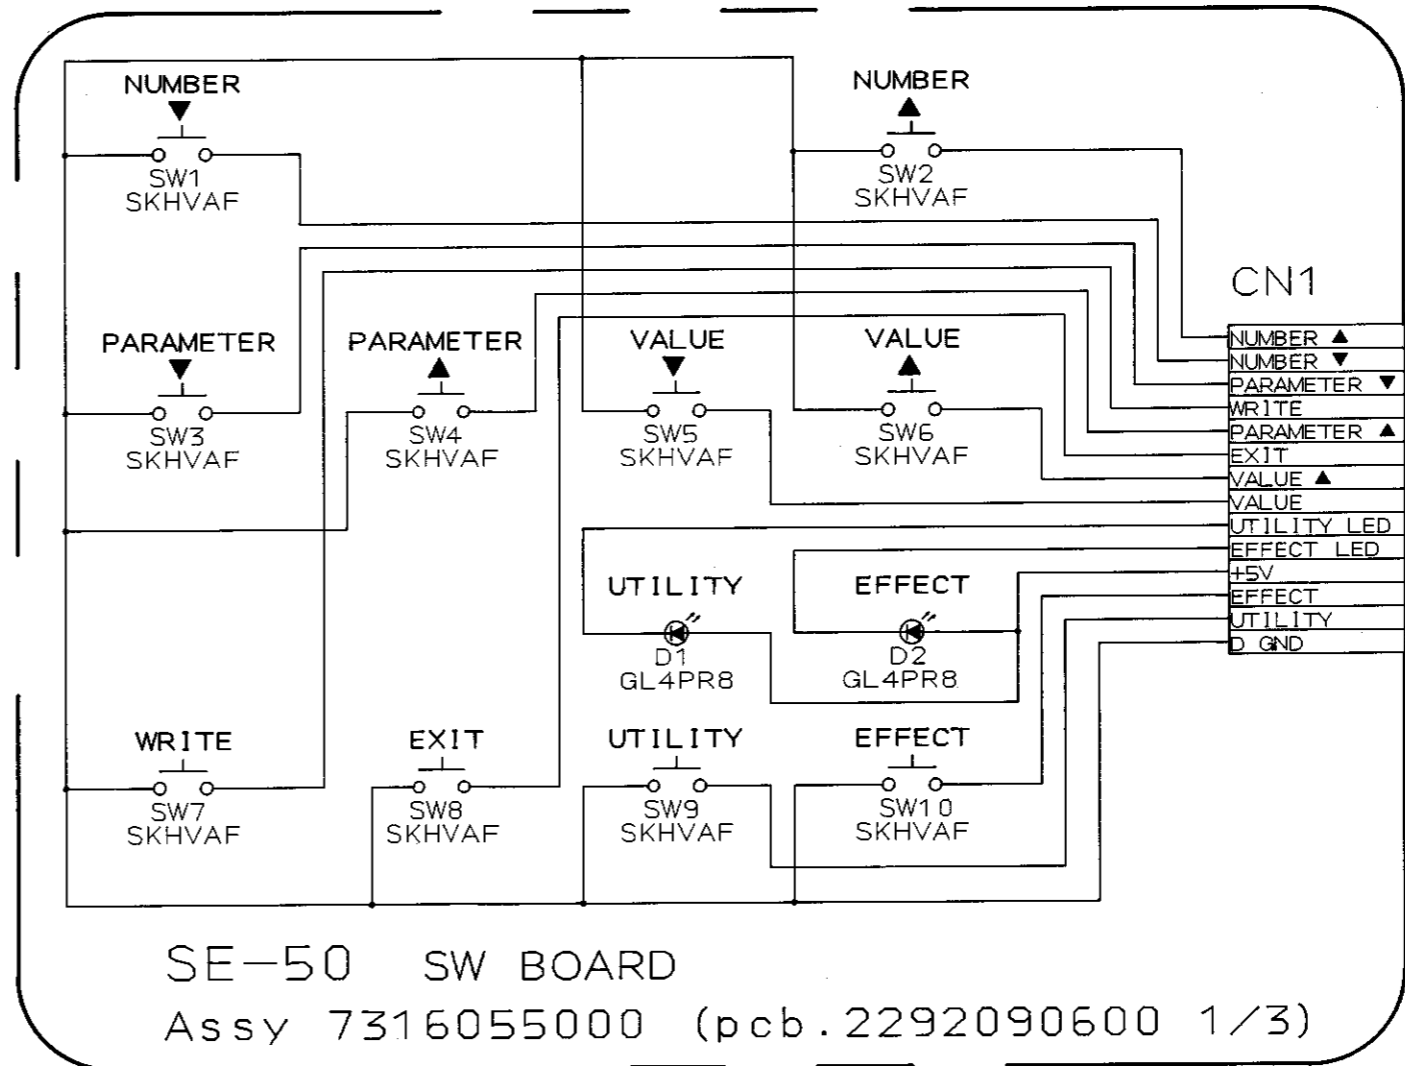 NUMBER
▼
SW1
SKHVAF
NUMBER
▲
SW2
SKHVAF
CN1
NUMBER ▲
NUMBER ▼
PARAMETER ▼
WRITE
PARAMETER ▲
EXIT
VALUE ▲
VALUE
UTILITY LED
EFFECT LED
+5V
EFFECT
UTILITY
D GND
PARAMETER
▼
SW3
SKHVAF
PARAMETER
▲
SW4
SKHVAF
VALUE
▼
SW5
SKHVAF
VALUE
▲
SW6
SKHVAF
UTILITY
D1
GL4PR8
EFFECT
D2
GL4PR8
WRITE
SW7
SKHVAF
EXIT
SW8
SKHVAF
UTILITY
SW9
SKHVAF
EFFECT
SW10
SKHVAF
SE-50 SW BOARD
Assy 7316055000 (pcb.2292090600 1/3)